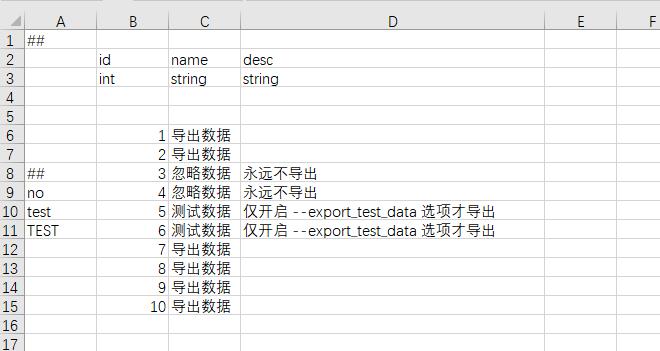 A B C D E F
1 ##
2 id name desc
3 int string string
4
5
6 1 导出数据
7 2 导出数据
8 ## 3 忽略数据 永远不导出
9 no 4 忽略数据 永远不导出
10 test 5 测试数据 仅开启 --export_test_data 选项才导出
11 TEST 6 测试数据 仅开启 --export_test_data 选项才导出
12 7 导出数据
13 8 导出数据
14 9 导出数据
15 10 导出数据
16
17